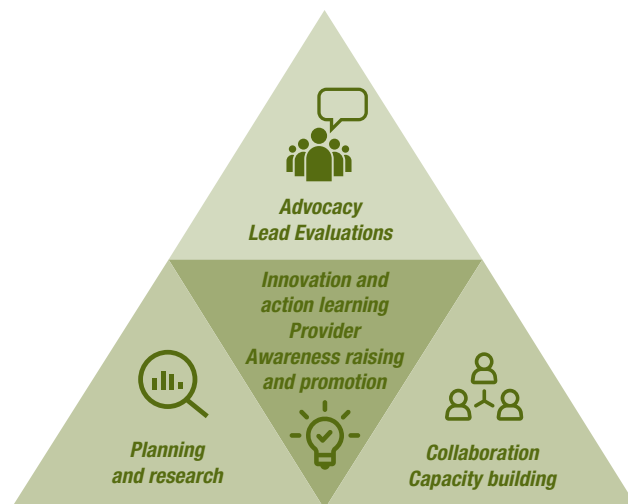 Advocacy
Lead Evaluations
Innovation and
action learning
Provider
Awareness raising
and promotion
Planning
and research
Collaboration
Capacity building